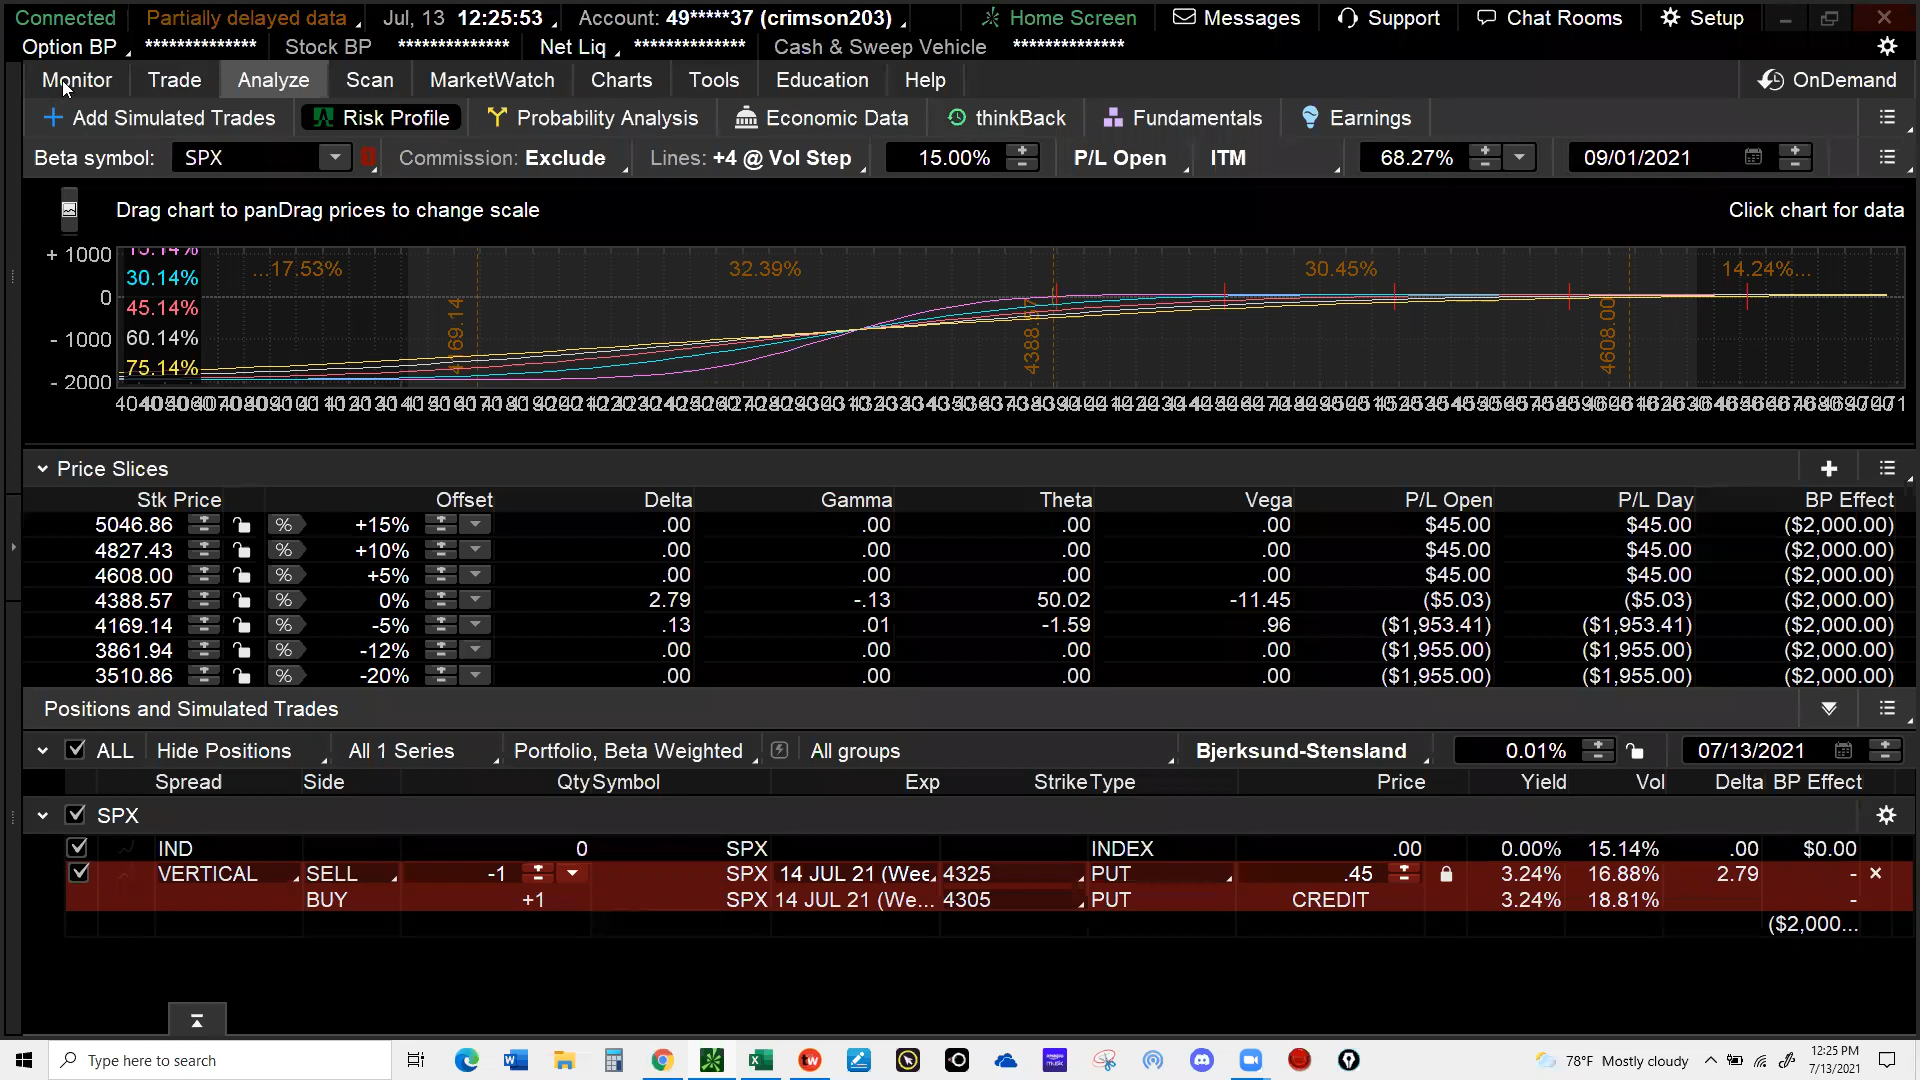 Connected Partially delayed data Jul, 13 12:25:53 Account: 49*****37 (crimson203) Home Screen Messages Support Chat Rooms Setup
Option BP ************** Stock BP ************** Net Liq ************** Cash & Sweep Vehicle **************
Monitor Trade Analyze Scan MarketWatch Charts Tools Education Help OnDemand
Add Simulated Trades Risk Profile Probability Analysis Economic Data thinkBack Fundamentals Earnings
Beta symbol: SPX Commission: Exclude Lines: +4 @ Vol Step 15.00% P/L Open ITM 68.27% 09/01/2021
Drag chart to panDrag prices to change scale Click chart for data
+ 1000 15.14% ...17.53% 32.39% 30.45% 14.24%...
30.14%
0 45.14%
- 1000 60.14%
- 2000 75.14%
4608.00
Price Slices
Stk Price Offset Delta Gamma Theta Vega P/L Open P/L Day BP Effect
5046.86 % +15% .00 .00 .00 .00 $45.00 $45.00 ($2,000.00)
4827.43 % +10% .00 .00 .00 .00 $45.00 $45.00 ($2,000.00)
4608.00 % +5% .00 .00 .00 .00 $45.00 $45.00 ($2,000.00)
4388.57 % 0% 2.79 -.13 50.02 -11.45 ($5.03) ($5.03) ($2,000.00)
4169.14 % -5% .13 .01 -1.59 .96 ($1,953.41) ($1,953.41) ($2,000.00)
3861.94 % -12% .00 .00 .00 .00 ($1,955.00) ($1,955.00) ($2,000.00)
3510.86 % -20% .00 .00 .00 .00 ($1,955.00) ($1,955.00) ($2,000.00)
Positions and Simulated Trades
ALL Hide Positions All 1 Series Portfolio, Beta Weighted All groups Bjerksund-Stensland 0.01% 07/13/2021
Spread Side Qty Symbol Exp Strike Type Price Yield Vol Delta BP Effect
SPX
IND 0 SPX INDEX .00 0.00% 15.14% .00 $0.00
VERTICAL SELL -1 SPX 14 JUL 21 (Wee. 4325 PUT .45 3.24% 16.88% 2.79 -
BUY +1 SPX 14 JUL 21 (We... 4305 PUT CREDIT 3.24% 18.81% -
($2,000...
Type here to search 78°F Mostly cloudy 12:25 PM
7/13/2021